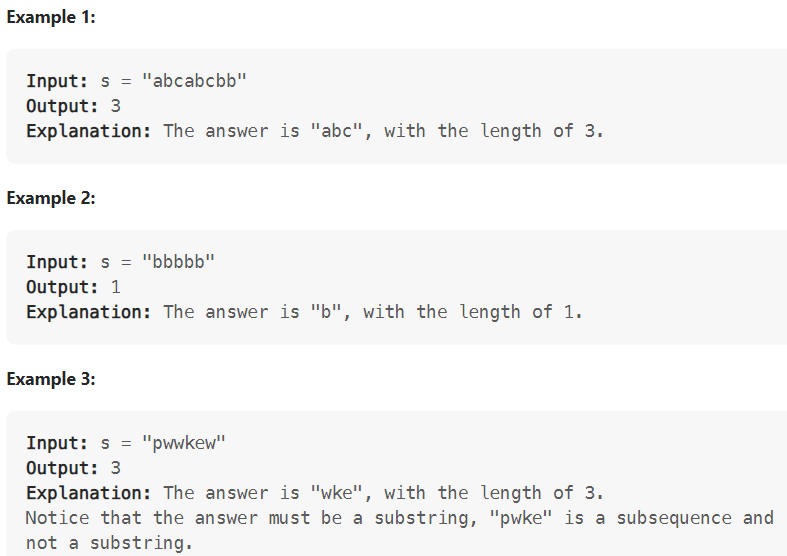 Example 1:
Input: s = "abcabcbb"
Output: 3
Explanation: The answer is "abc", with the length of 3.
Example 2:
Input: s = "bbbbb"
Output: 1
Explanation: The answer is "b", with the length of 1.
Example 3:
Input: s = "pwwkew"
Output: 3
Explanation: The answer is "wke", with the length of 3.
Notice that the answer must be a substring, "pwke" is a subsequence and
not a substring.